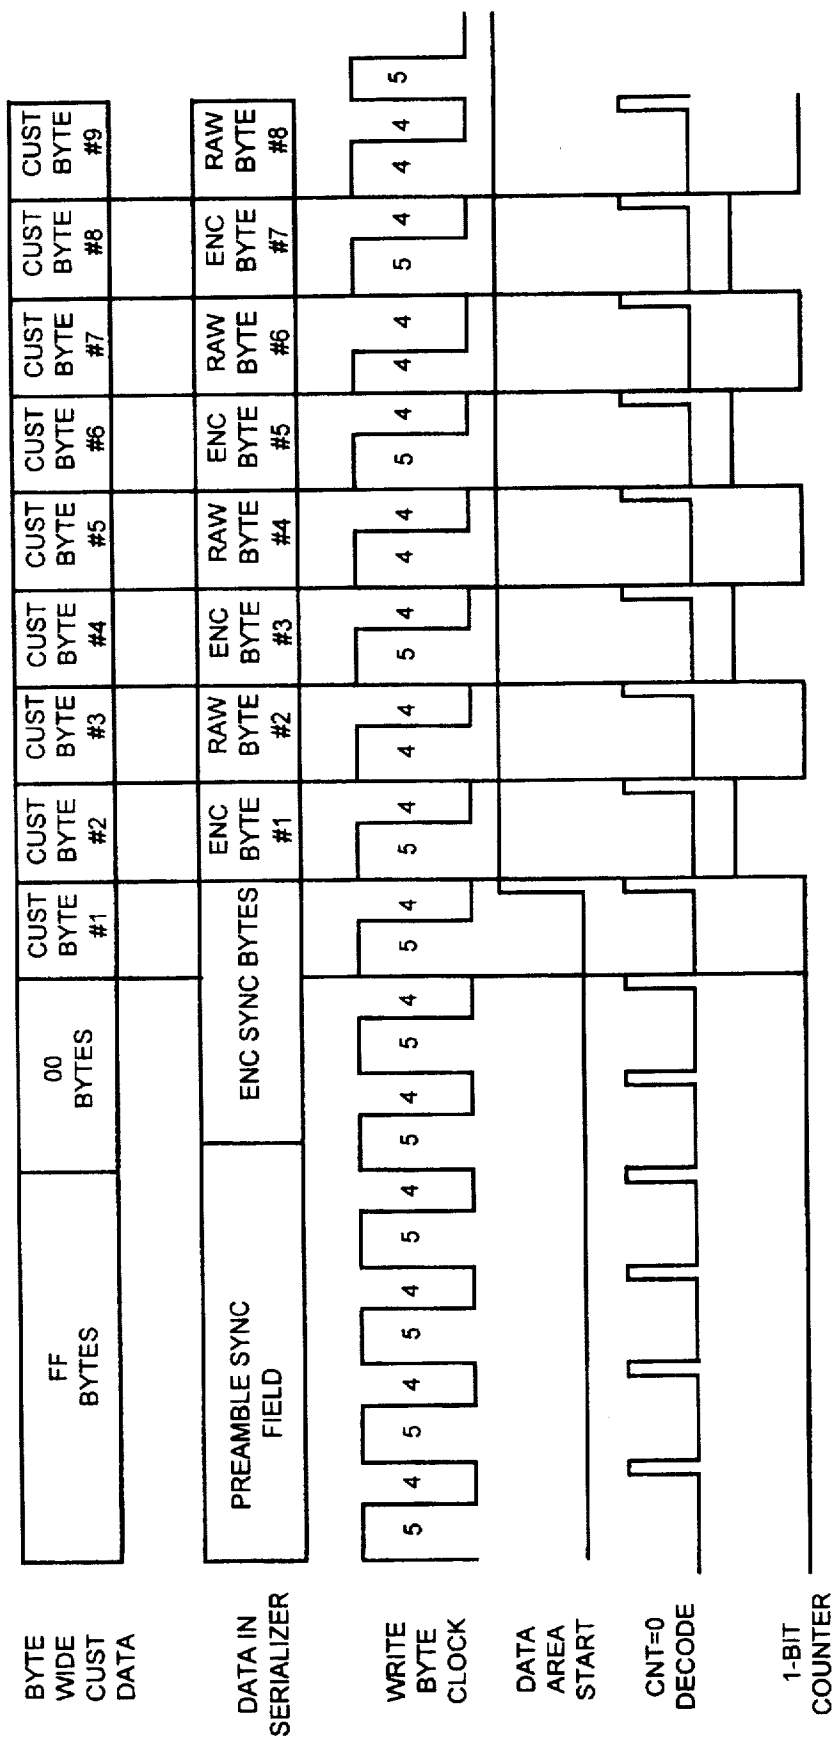 BYTE
WIDE
CUST
DATA
FF
BYTES
00
BYTES
CUST
BYTE
#1
CUST
BYTE
#2
CUST
BYTE
#3
CUST
BYTE
#4
CUST
BYTE
#5
CUST
BYTE
#6
CUST
BYTE
#7
CUST
BYTE
#8
CUST
BYTE
#9
DATA IN
SERIALIZER
PREAMBLE SYNC
FIELD
ENC SYNC BYTES
ENC
BYTE
#1
RAW
BYTE
#2
ENC
BYTE
#3
RAW
BYTE
#4
ENC
BYTE
#5
RAW
BYTE
#6
ENC
BYTE
#7
RAW
BYTE
#8
WRITE
BYTE
CLOCK
5 4 5 4 5 4 5 4 5 4 5 4 5 4 5 4 4 4 5 4 4 4 5 4 4 4 5 4 4 4 5
DATA
AREA
START
CNT=0
DECODE
1-BIT
COUNTER